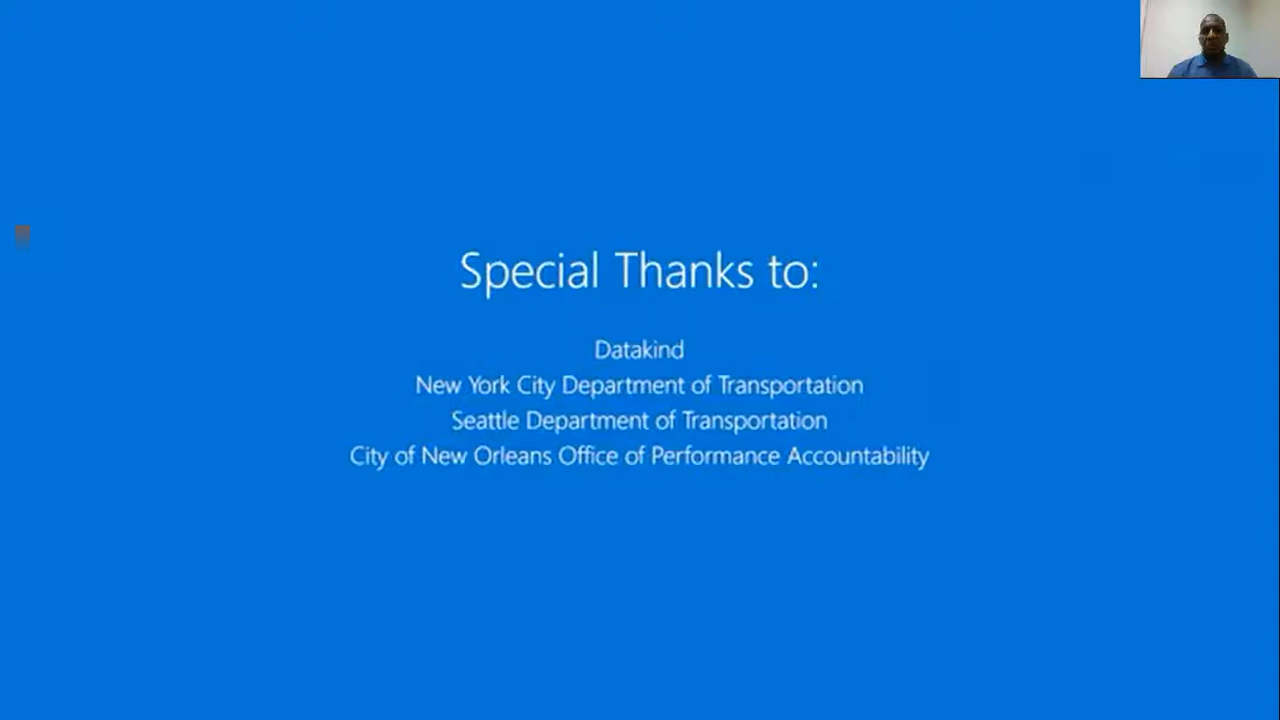 Special Thanks to:
Datakind
New York City Department of Transportation
Seattle Department of Transportation
City of New Orleans Office of Performance Accountability